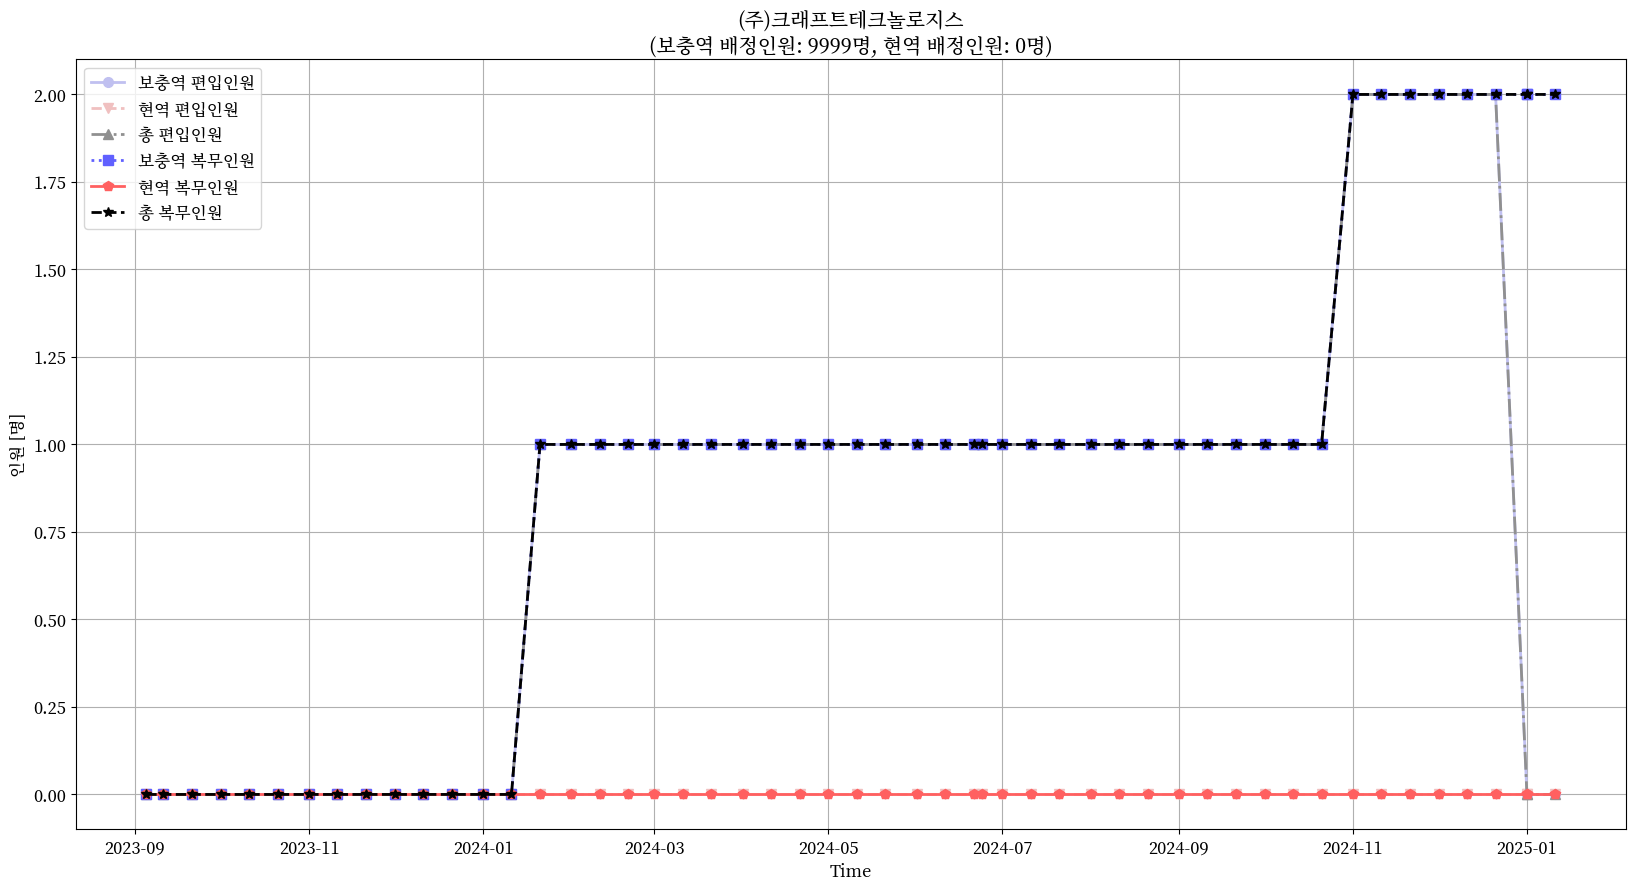 (주)크래프트테크놀로지스
(보충역 배정인원: 9999명, 현역 배정인원: 0명)
보충역 편입인원
현역 편입인원
총 편입인원
보충역 복무인원
현역 복무인원
총 복무인원
2.00
1.75
1.50
1.25
1.00
0.75
0.50
0.25
0.00
인원 [명]
2023-09 2023-11 2024-01 2024-03 2024-05 2024-07 2024-09 2024-11 2025-01
Time